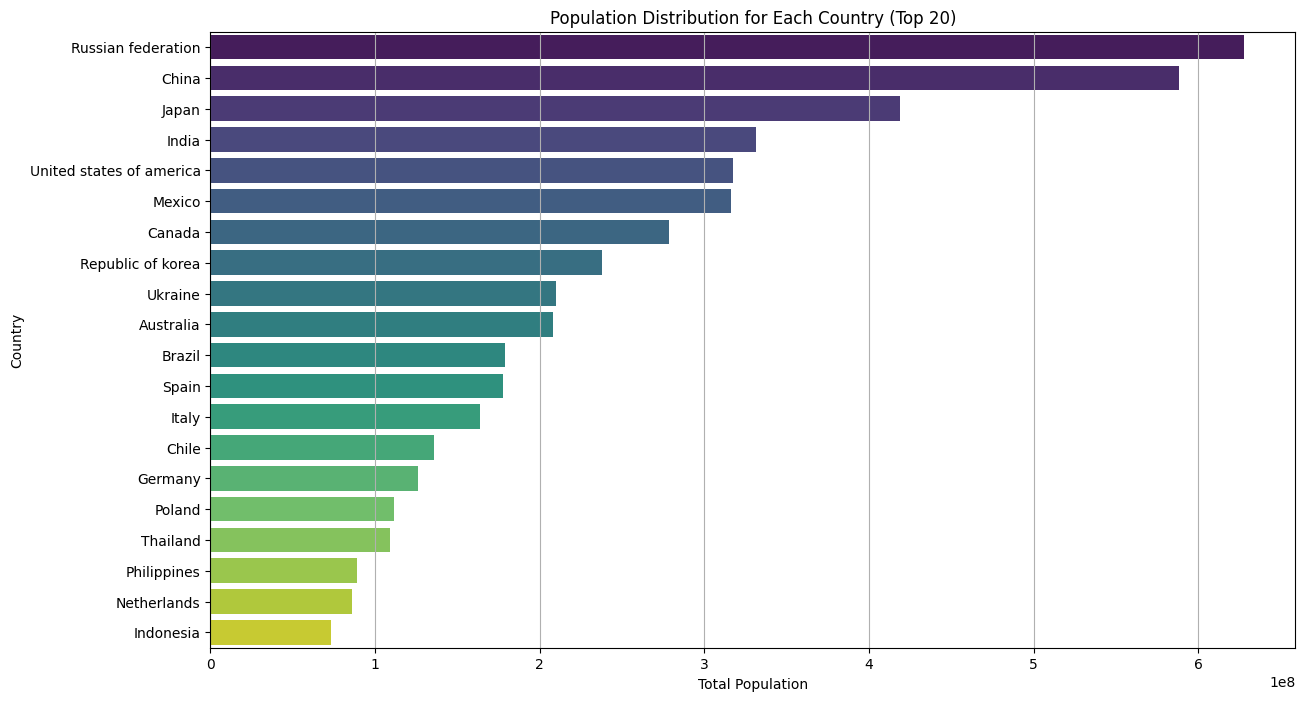 Population Distribution for Each Country (Top 20)
Russian federation
China
Japan
India
United states of america
Mexico
Canada
Republic of korea
Ukraine
Australia
Brazil
Spain
Italy
Chile
Germany
Poland
Thailand
Philippines
Netherlands
Indonesia
Country
0 1 2 3 4 5 6
1e8
Total Population